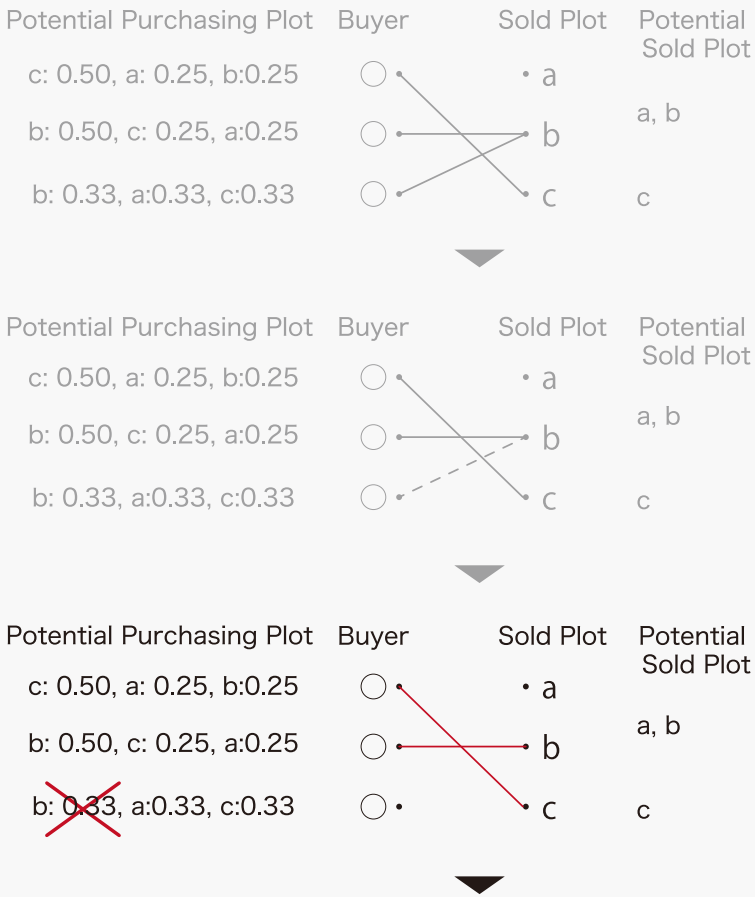 Potential Purchasing Plot Buyer Sold Plot Potential
Sold Plot
c: 0.50, a: 0.25, b:0.25 a
a, b
b: 0.50, c: 0.25, a:0.25 b
b: 0.33, a:0.33, c:0.33 c c
Potential Purchasing Plot Buyer Sold Plot Potential
Sold Plot
c: 0.50, a: 0.25, b:0.25 a
a, b
b: 0.50, c: 0.25, a:0.25 b
b: 0.33, a:0.33, c:0.33 c c
Potential Purchasing Plot Buyer Sold Plot Potential
Sold Plot
c: 0.50, a: 0.25, b:0.25 a
a, b
b: 0.50, c: 0.25, a:0.25 b
b: 0.33, a:0.33, c:0.33 c c